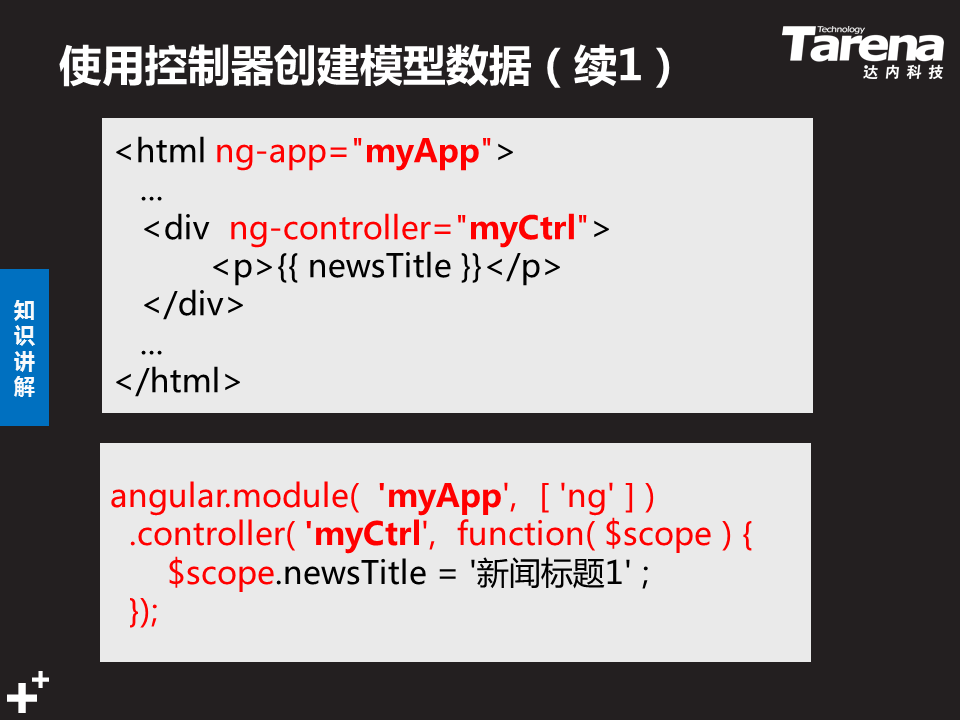 使用控制器创建模型数据（续1）
Technology
Tarena
达内科技
<html ng-app="myApp">
...
<div ng-controller="myCtrl">
<p>{{ newsTitle }}</p>
</div>
...
</html>
知
识
讲
解
angular.module( 'myApp', [ 'ng' ] )
.controller( 'myCtrl', function( $scope ) {
$scope.newsTitle = '新闻标题1' ;
});